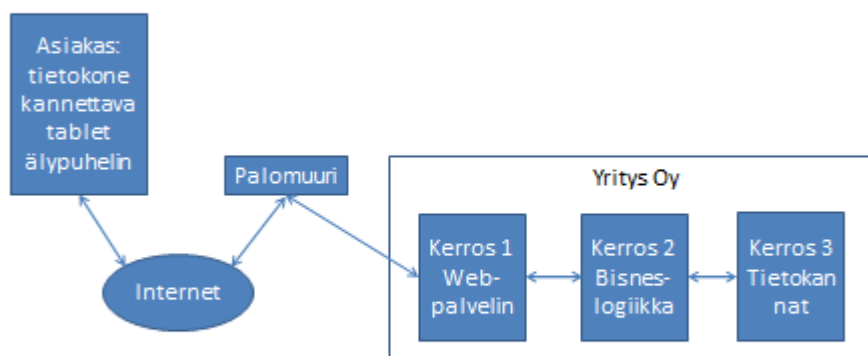 Asiakas:
tietokone
kannettava
tablet
älypuhelin
Palomuuri
Internet
Yritys Oy
Kerros 1
Web-
palvelin
Kerros 2
Bisnes-
logiikka
Kerros 3
Tietokan
nat